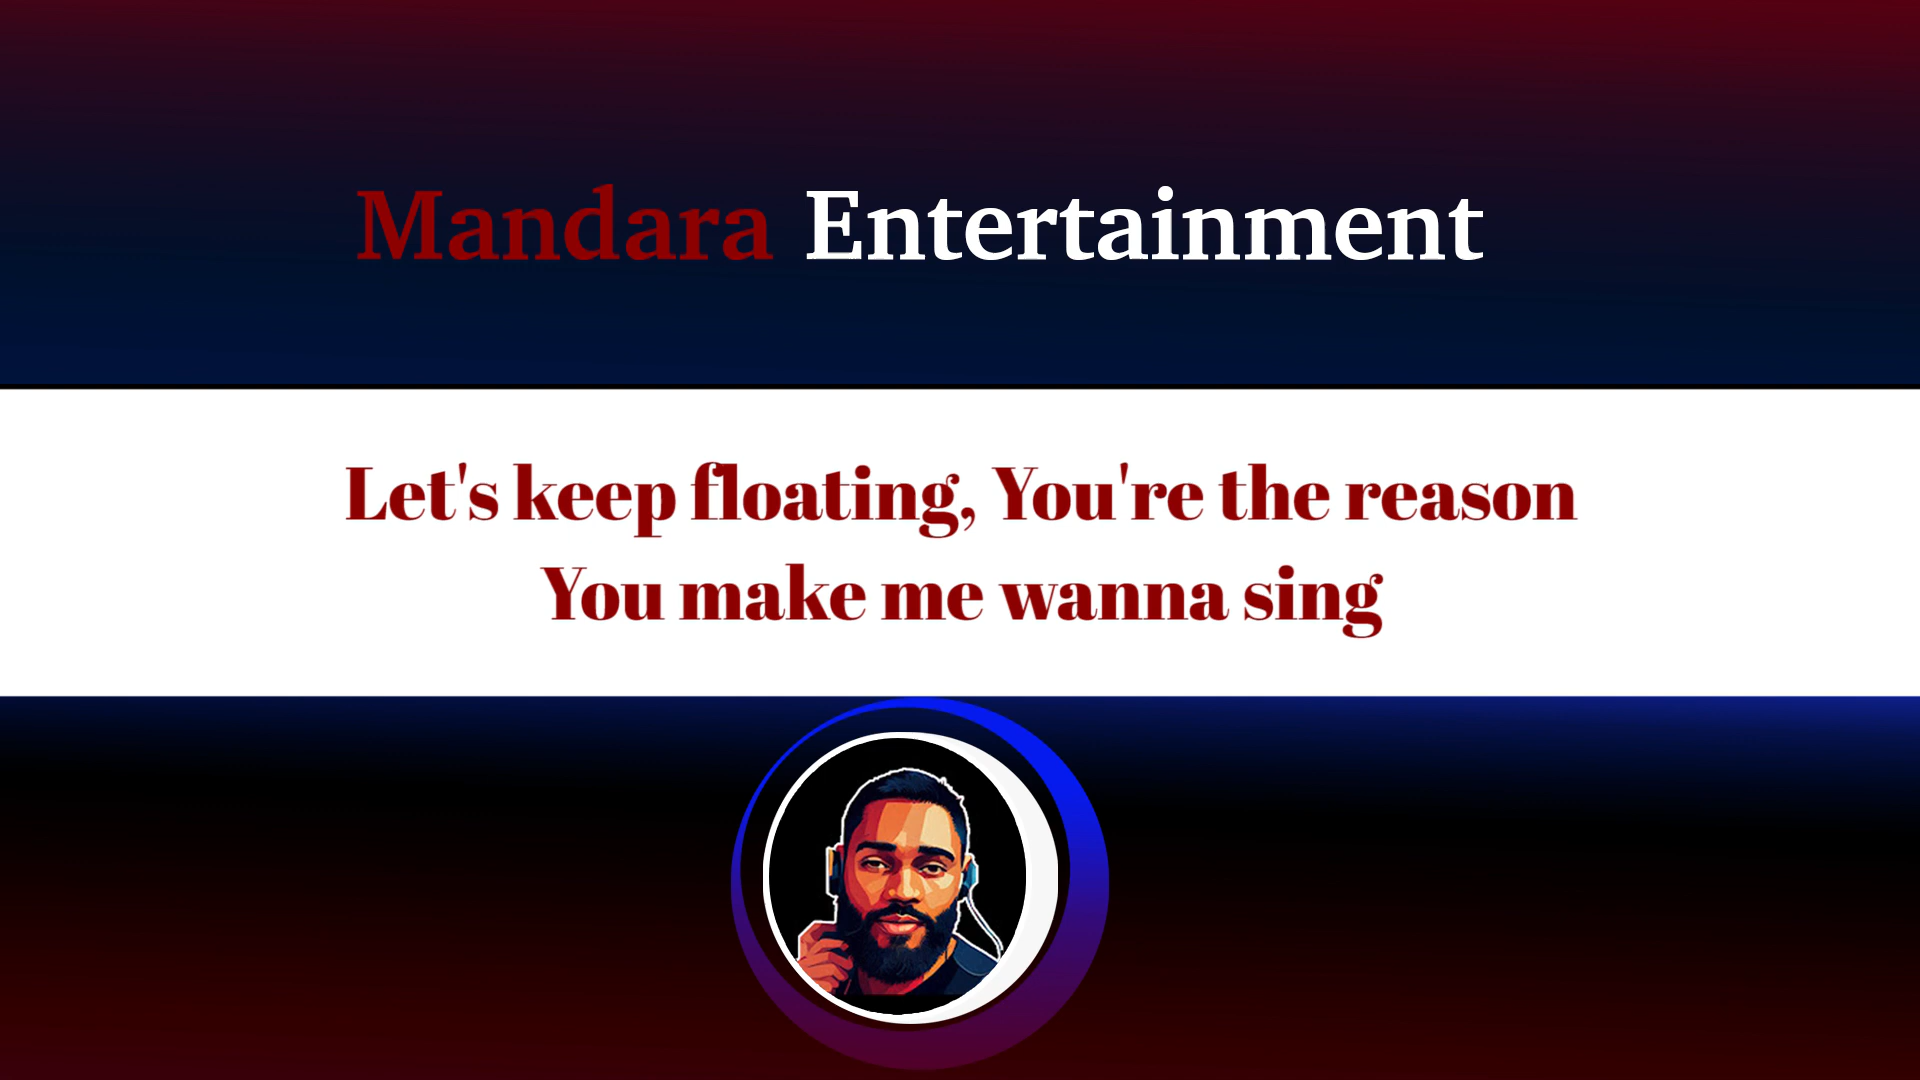 Mandara Entertainment
Let's keep floating, You're the reason
You make me wanna sing